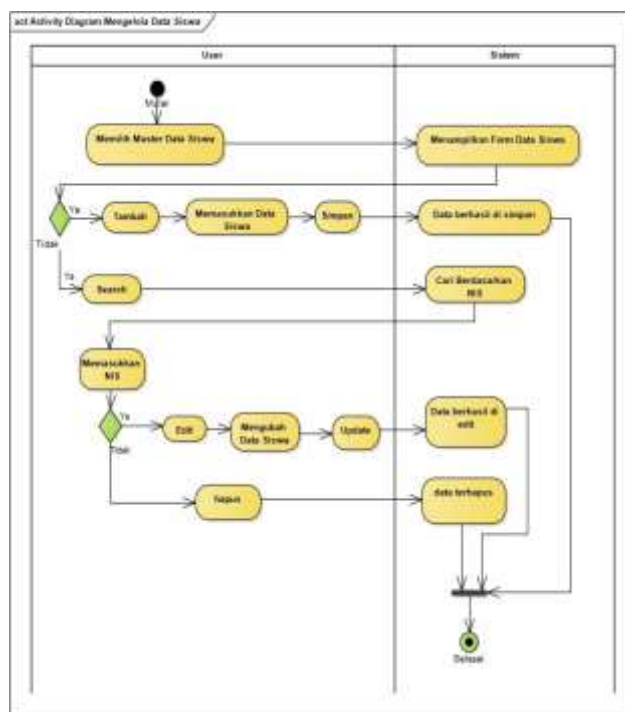 act Activity Diagram Mengelola Data Siswa
User
Sistem
Mulai
Memilih Master Data Siswa
Menampilkan Form Data Siswa
Ya
Tambah
Memasukkan Data
Siswa
Simpan
Data berhasil di simpan
Tidak
Ya
Search
Cari Berdasarkan
NIS
Memasukkan
NIS
Ya
Edit
Mengubah
Data Siswa
Update
Data berhasil di
edit
Tidak
hapus
data terhapus
Selesai